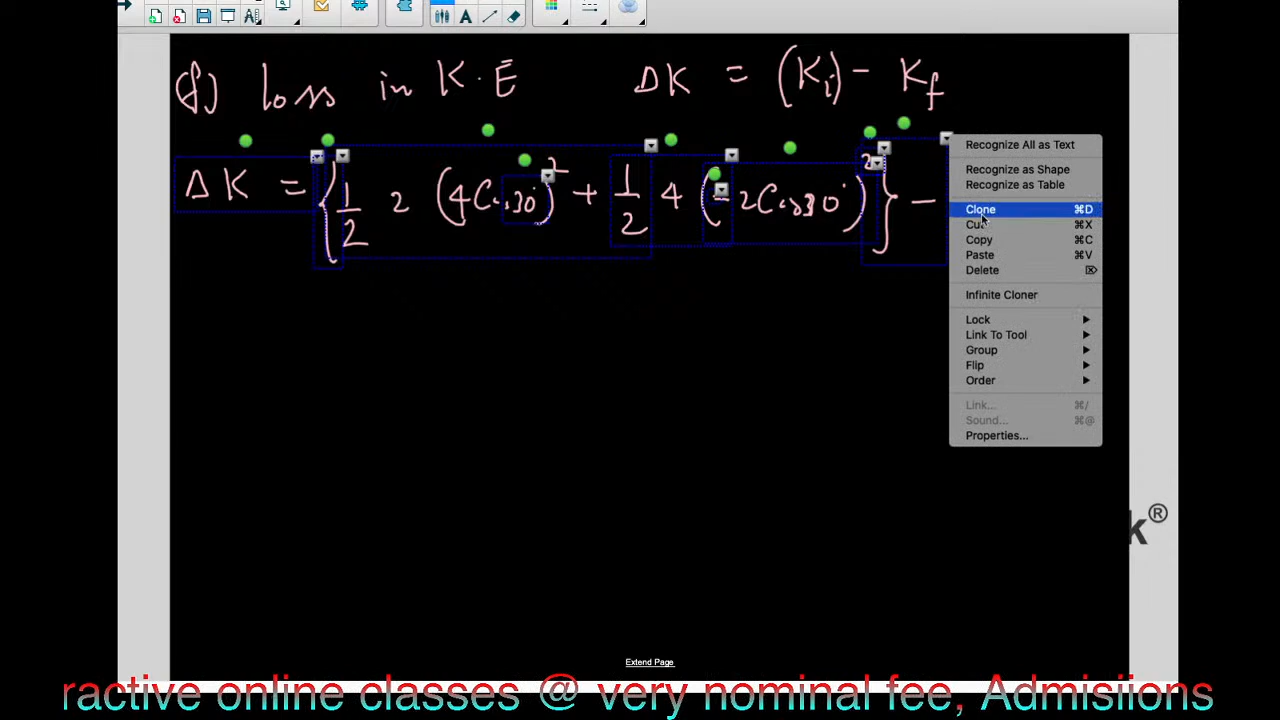 (f) loss in K.E ΔK = (Ki) - Kf
ΔK = { 1/2 2 (4Cos30°)² + 1/2 4 (-2Cos30°)² } -
Recognize All as Text
Recognize as Shape
Recognize as Table
Clone ⌘D
Cut ⌘X
Copy ⌘C
Paste ⌘V
Delete ⌦
Infinite Cloner
Lock
Link To Tool
Group
Flip
Order
Link... ⌘/
Sound... ⌘@
Properties...
k®
Extend Page
ractive online classes @ very nominal fee, Admisiions